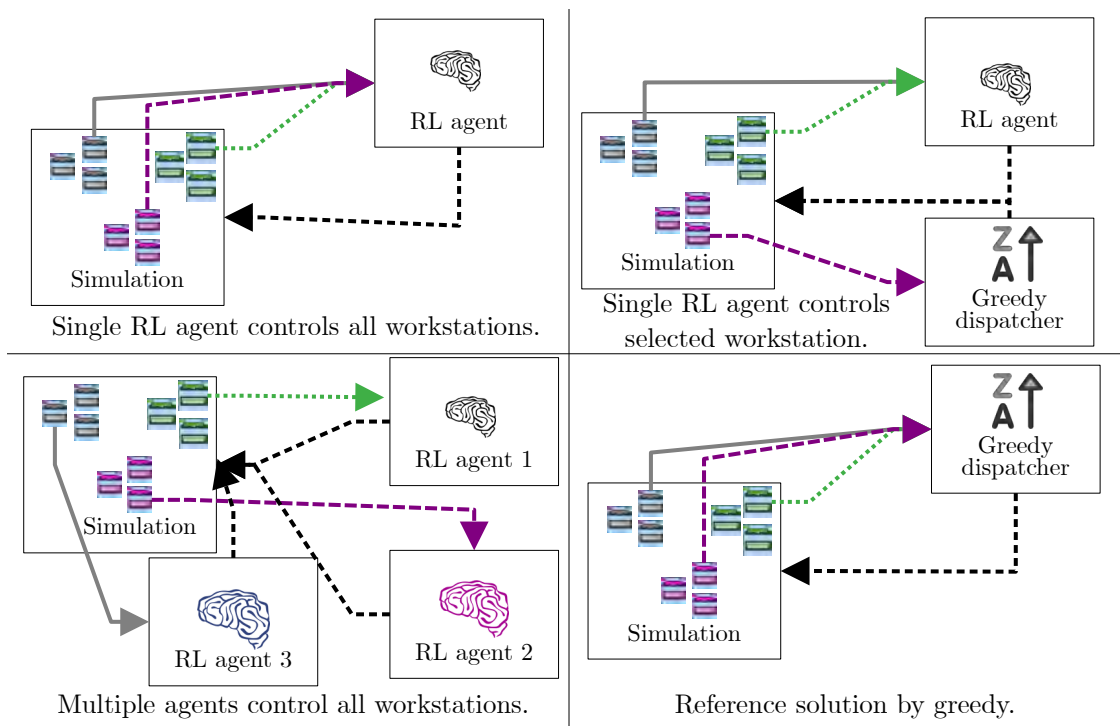 RL agent
Simulation
Single RL agent controls all workstations.
RL agent
Simulation
Z
A
Greedy
dispatcher
Single RL agent controls
selected workstation.
RL agent 1
Simulation
RL agent 3
RL agent 2
Multiple agents control all workstations.
Z
A
Greedy
dispatcher
Simulation
Reference solution by greedy.